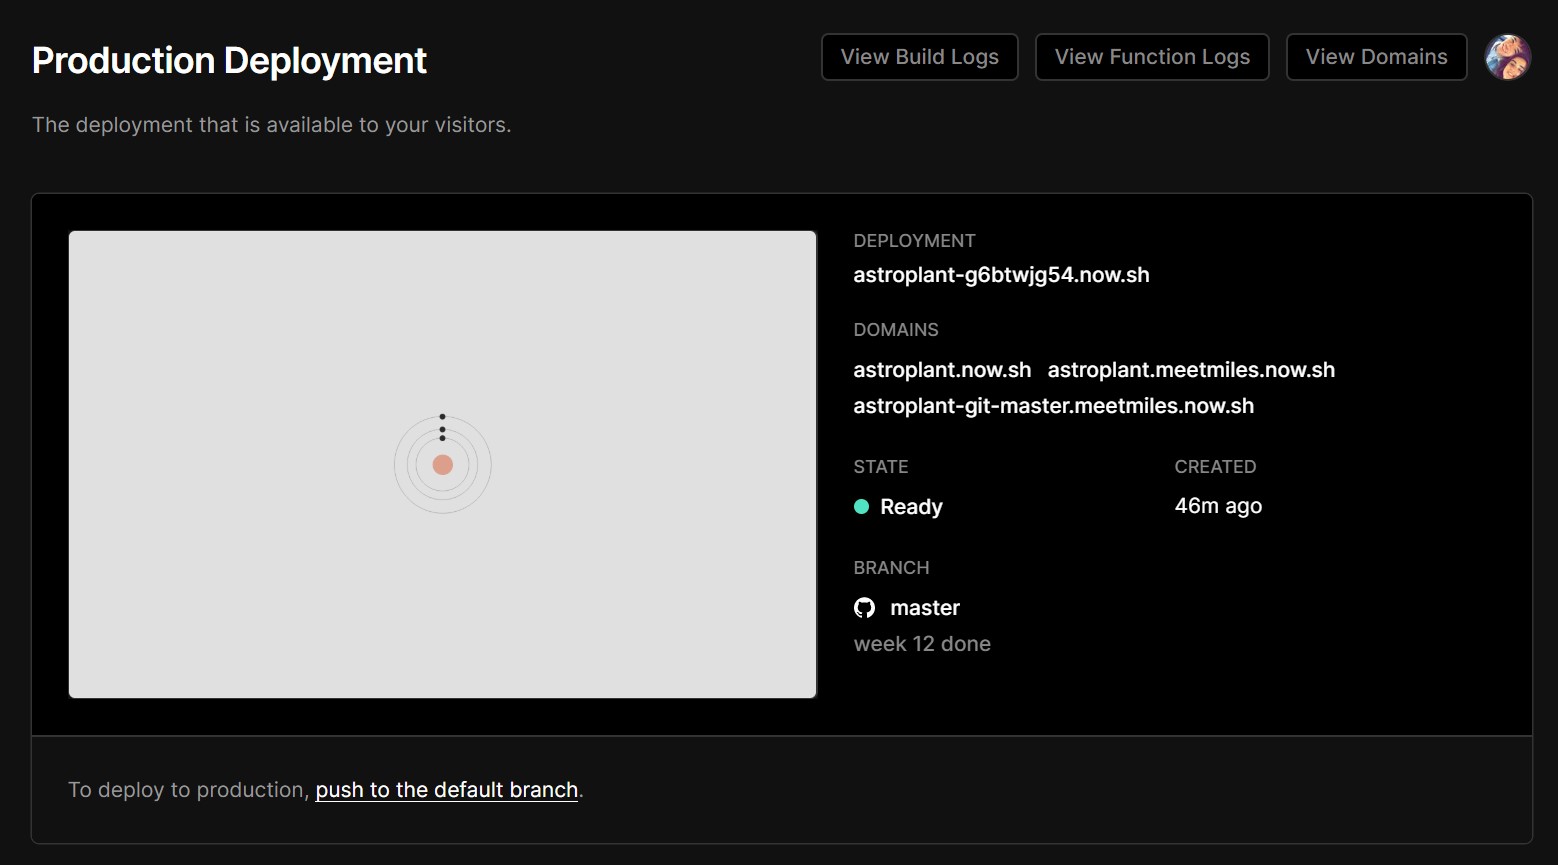 Production Deployment
View Build Logs
View Function Logs
View Domains
The deployment that is available to your visitors.
DEPLOYMENT
astroplant-g6btwjg54.now.sh
DOMAINS
astroplant.now.sh astroplant.meetmiles.now.sh
astroplant-git-master.meetmiles.now.sh
STATE
Ready
CREATED
46m ago
BRANCH
master
week 12 done
To deploy to production, push to the default branch.